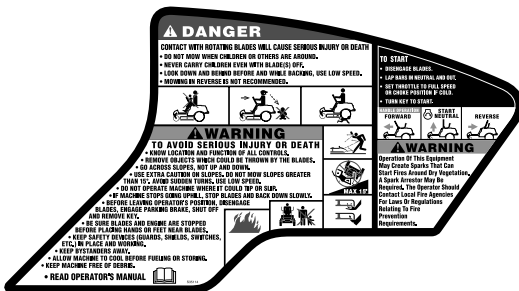 DANGER
CONTACT WITH ROTATING BLADES WILL CAUSE SERIOUS INJURY OR DEATH
• DO NOT MOW WHEN CHILDREN OR OTHERS ARE AROUND.
• NEVER CARRY CHILDREN EVEN WITH BLADE(S) OFF.
• LOOK DOWN AND BEHIND BEFORE AND WHILE BACKING, USE LOW SPEED.
• MOWING IN REVERSE IS NOT RECOMMENDED.
WARNING
TO AVOID SERIOUS INJURY OR DEATH
• KNOW LOCATION AND FUNCTION OF ALL CONTROLS.
• REMOVE OBJECTS WHICH COULD BE THROWN BY THE BLADES.
• GO ACROSS SLOPES, NOT UP AND DOWN.
• USE EXTRA CAUTION ON SLOPES. DO NOT MOW SLOPES GREATER
THAN 15°. AVOID SUDDEN TURNS, USE LOW SPEED.
• DO NOT OPERATE MACHINE WHERE IT COULD TIP OR SLIP.
• IF MACHINE STOPS GOING UPHILL, STOP BLADES AND BACK DOWN SLOWLY.
• BEFORE LEAVING OPERATOR'S POSITION, DISENGAGE
BLADES, ENGAGE PARKING BRAKE, SHUT OFF
AND REMOVE KEY.
• BE SURE BLADES AND ENGINE ARE STOPPED
BEFORE PLACING HANDS OR FEET NEAR BLADES.
• KEEP SAFETY DEVICES (GUARDS, SHIELDS, SWITCHES,
ETC.) IN PLACE AND WORKING.
• KEEP BYSTANDERS AWAY.
• ALLOW MACHINE TO COOL BEFORE FUELING OR STORING.
• KEEP MACHINE FREE OF DEBRIS.
• READ OPERATOR'S MANUAL
MAX 15°
TO START
• DISENGAGE BLADES.
• LAP BARS IN NEUTRAL AND OUT.
• SET THROTTLE TO FULL SPEED
OR CHOKE POSITION IF COLD.
• TURN KEY TO START.
FORWARD
START
NEUTRAL
REVERSE
WARNING
Operation Of This Equipment
May Create Sparks That Can
Start Fires Around Dry Vegetation.
A Spark Arrestor May Be
Required. The Operator Should
Contact Local Fire Agencies
For Laws Or Regulations
Relating To Fire
Prevention
Requirements.